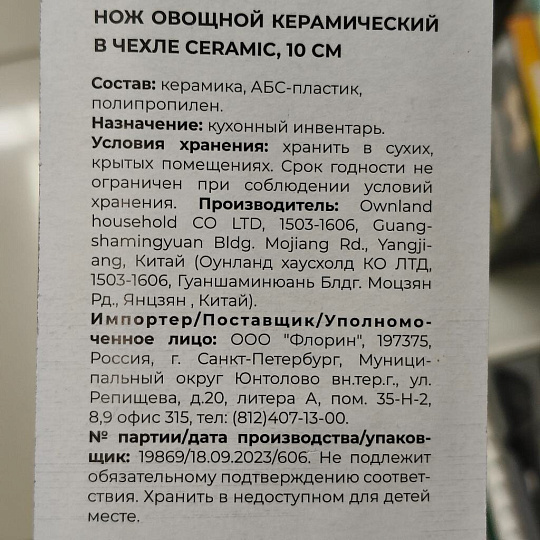 НОЖ ОВОЩНОЙ КЕРАМИЧЕСКИЙ
В ЧЕХЛЕ CERAMIC, 10 СМ
Состав: керамика, АБС-пластик,
полипропилен.
Назначение: кухонный инвентарь.
Условия хранения: хранить в сухих,
крытых помещениях. Срок годности не
ограничен при соблюдении условий
хранения. Производитель: Ownland
household CO LTD, 1503-1606, Guang-
shamingyuan Bldg. Mojiang Rd., Yangji-
ang, Китай (Оунланд хаусхолд КО ЛТД,
1503-1606, Гуаншаминюань Блдг. Моцзян
Рд., Янцзян , Китай).
Импортер/Поставщик/Уполномо-
ченное лицо: ООО "Флорин", 197375,
Россия, г. Санкт-Петербург, Муници-
пальный округ Юнтолово вн.тер.г., ул.
Репищева, д.20, литера А, пом. 35-Н-2,
8,9 офис 315, тел: (812)407-13-00.
№ партии/дата производства/упаков-
щик: 19869/18.09.2023/606. Не подлежит
обязательному подтверждению соответ-
ствия. Хранить в недоступном для детей
месте.